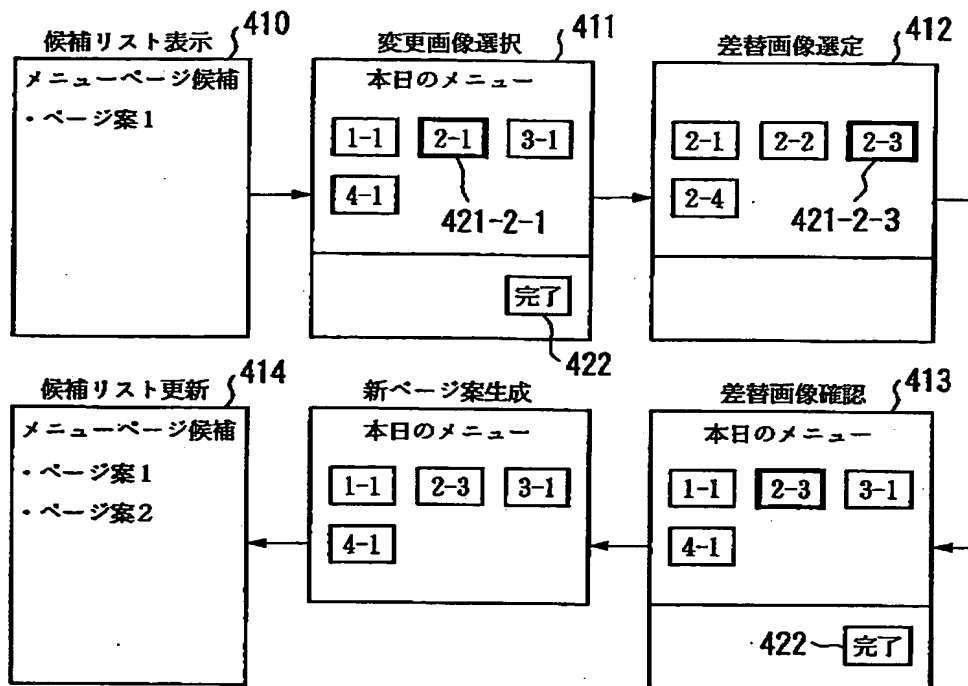 候補リスト表示
410
メニューページ候補
・ページ案1
変更画像選択
411
本日のメニュー
1-1
2-1
3-1
4-1
421-2-1
完了
422
差替画像選定
412
2-1
2-2
2-3
2-4
421-2-3
候補リスト更新
414
メニューページ候補
・ページ案1
・ページ案2
新ページ案生成
本日のメニュー
1-1
2-3
3-1
4-1
差替画像確認
413
本日のメニュー
1-1
2-3
3-1
4-1
422
完了